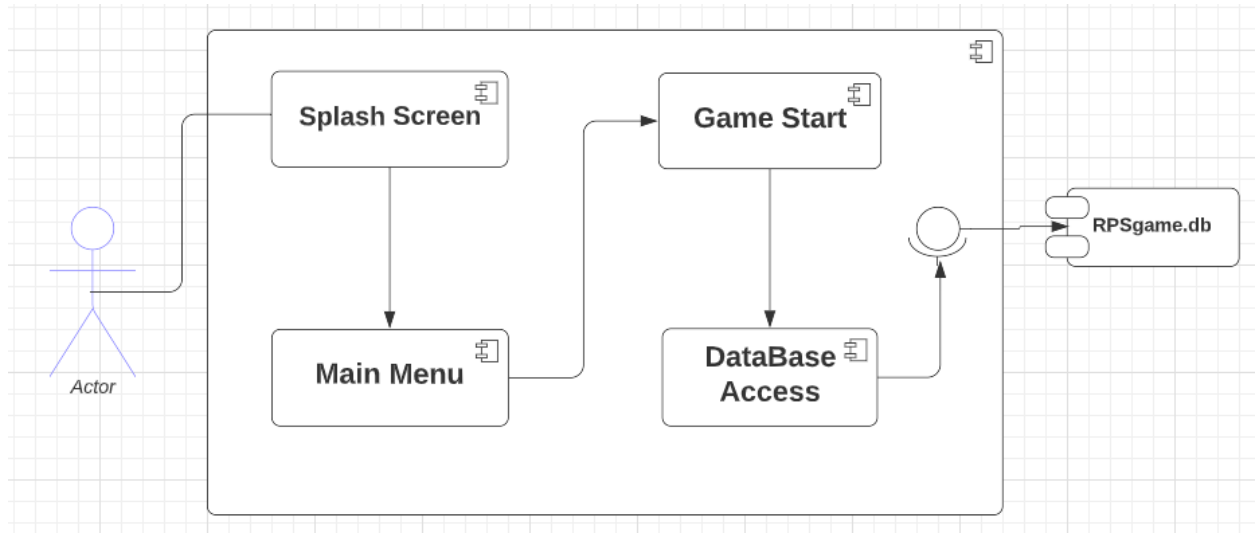 Splash Screen
Game Start
RPSgame.db
Main Menu
DataBase
Access
Actor